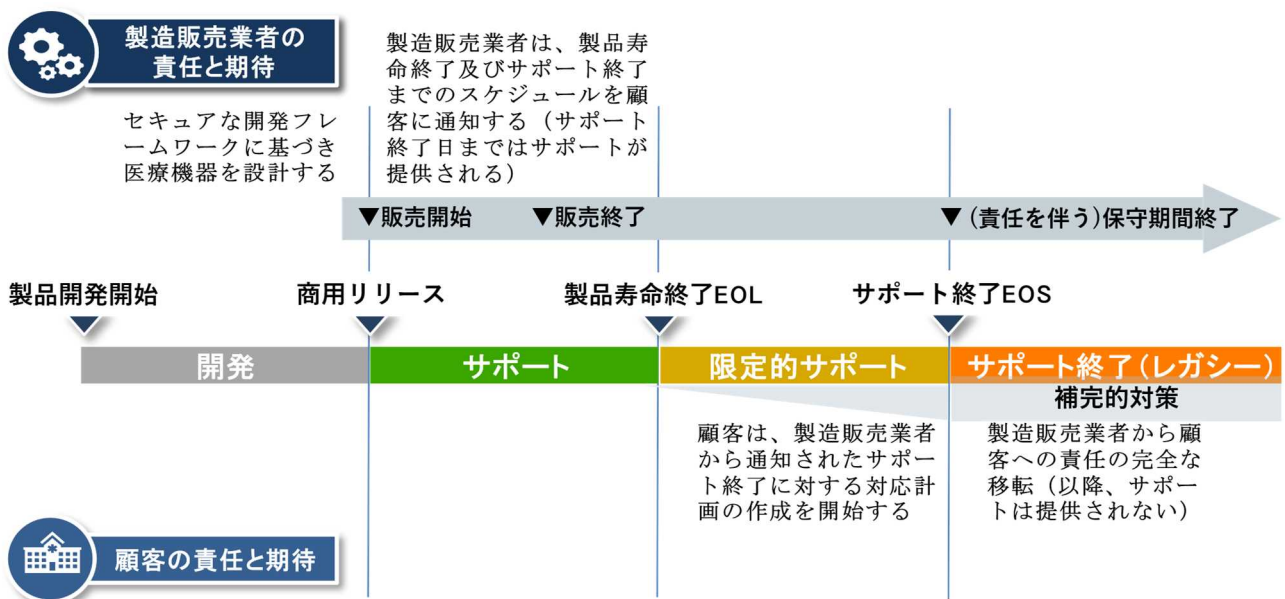 製造販売業者の
責任と期待
セキュアな開発フレ
ームワークに基づき
医療機器を設計する
製造販売業者は、製品寿
命終了及びサポート終了
までのスケジュールを顧
客に通知する（サポート
終了日まではサポートが
提供される）
▼販売開始
▼販売終了
▼(責任を伴う)保守期間終了
製品開発開始
商用リリース
製品寿命終了EOL
サポート終了EOS
開発
サポート
限定的サポート
サポート終了(レガシー)
補完的対策
顧客は、製造販売業者
から通知されたサポー
ト終了に対する対応計
画の作成を開始する
製造販売業者から顧
客への責任の完全な
移転（以降、サポー
トは提供されない）
顧客の責任と期待